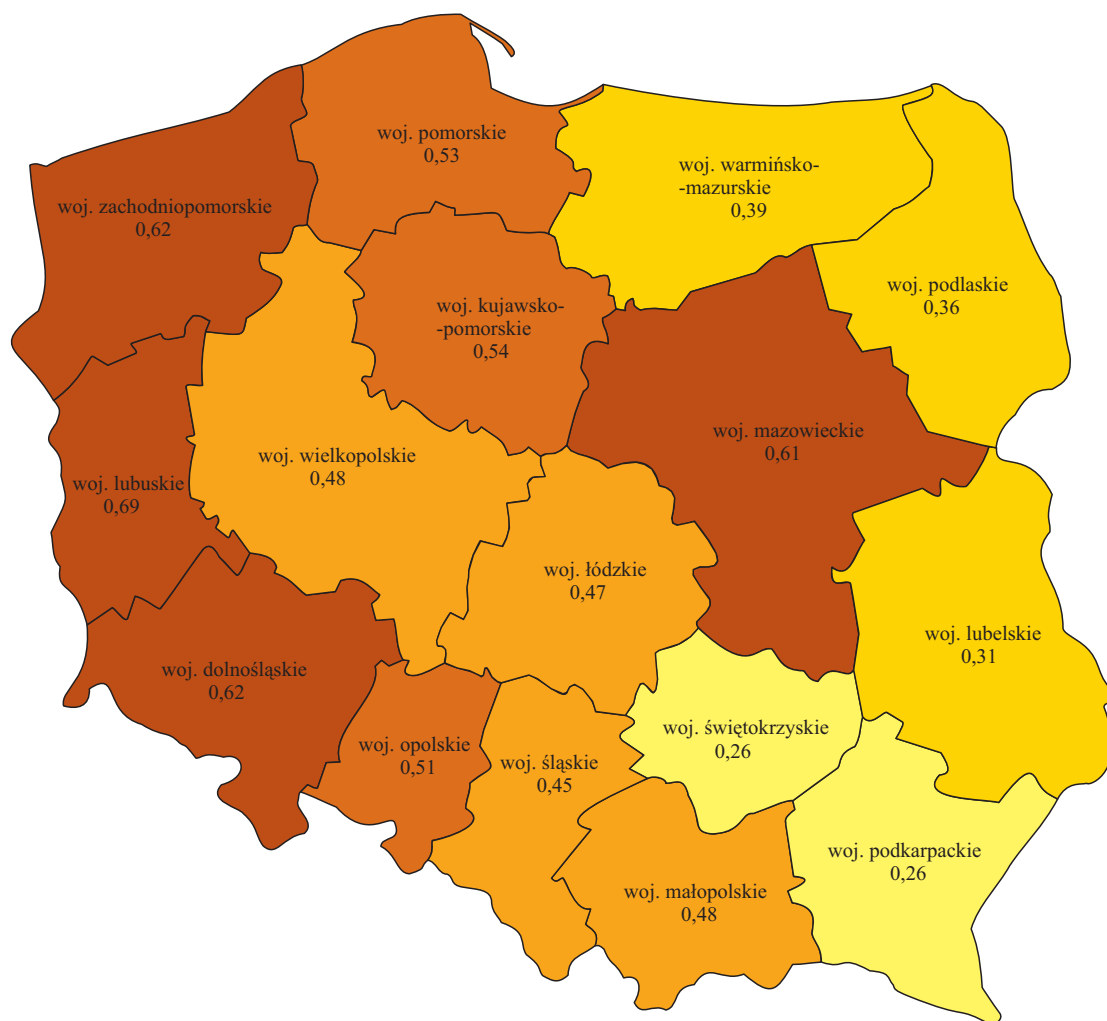 woj. pomorskie
0,53
woj. warmińsko-
-mazurskie
0,39
woj. zachodniopomorskie
0,62
woj. podlaskie
0,36
woj. kujawsko-
-pomorskie
0,54
woj. mazowieckie
0,61
woj. wielkopolskie
0,48
woj. lubuskie
0,69
woj. łódzkie
0,47
woj. lubelskie
0,31
woj. dolnośląskie
0,62
woj. świętokrzyskie
0,26
woj. opolskie
0,51
woj. śląskie
0,45
woj. podkarpackie
0,26
woj. małopolskie
0,48